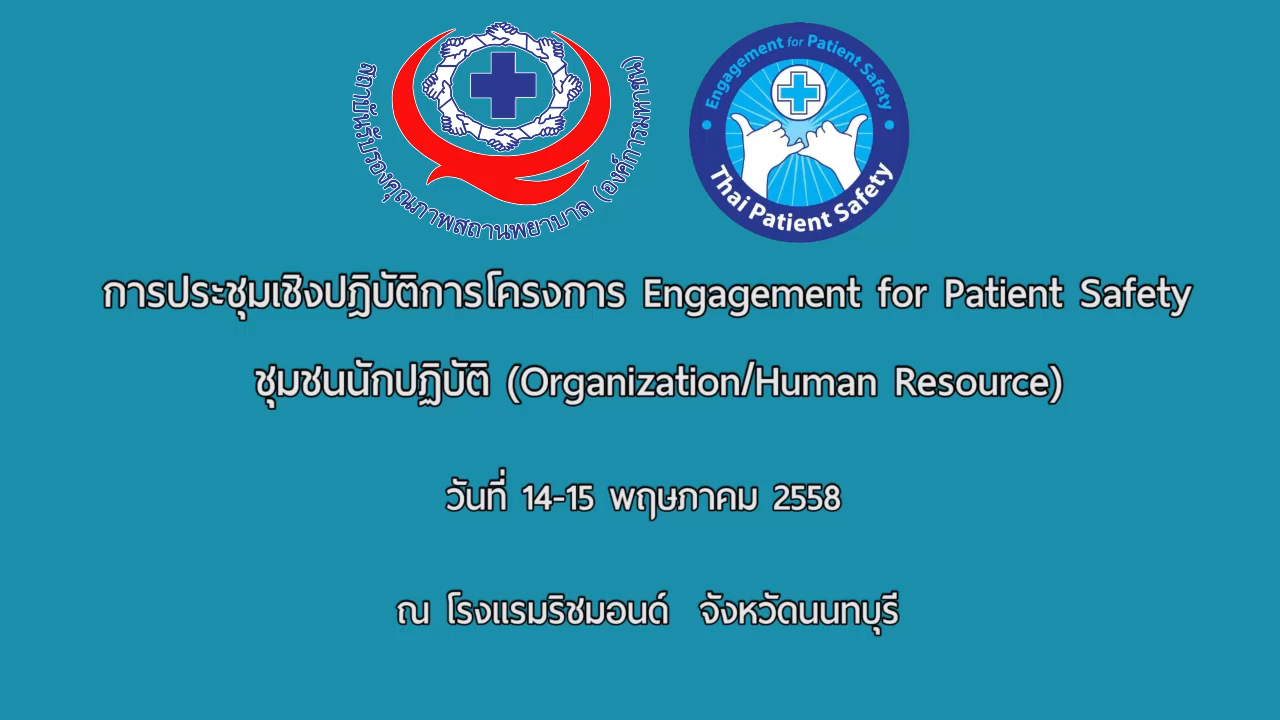 สถาบันรับรองคุณภาพสถานพยาบาล (องค์การมหาชน)
Engagement for Patient Safety
Thai Patient Safety
การประชุมเชิงปฏิบัติการโครงการ Engagement for Patient Safety
ชุมชนนักปฏิบัติ (Organization/Human Resource)
วันที่ 14-15 พฤษภาคม 2558
ณ โรงแรมริชมอนด์ จังหวัดนนทบุรี